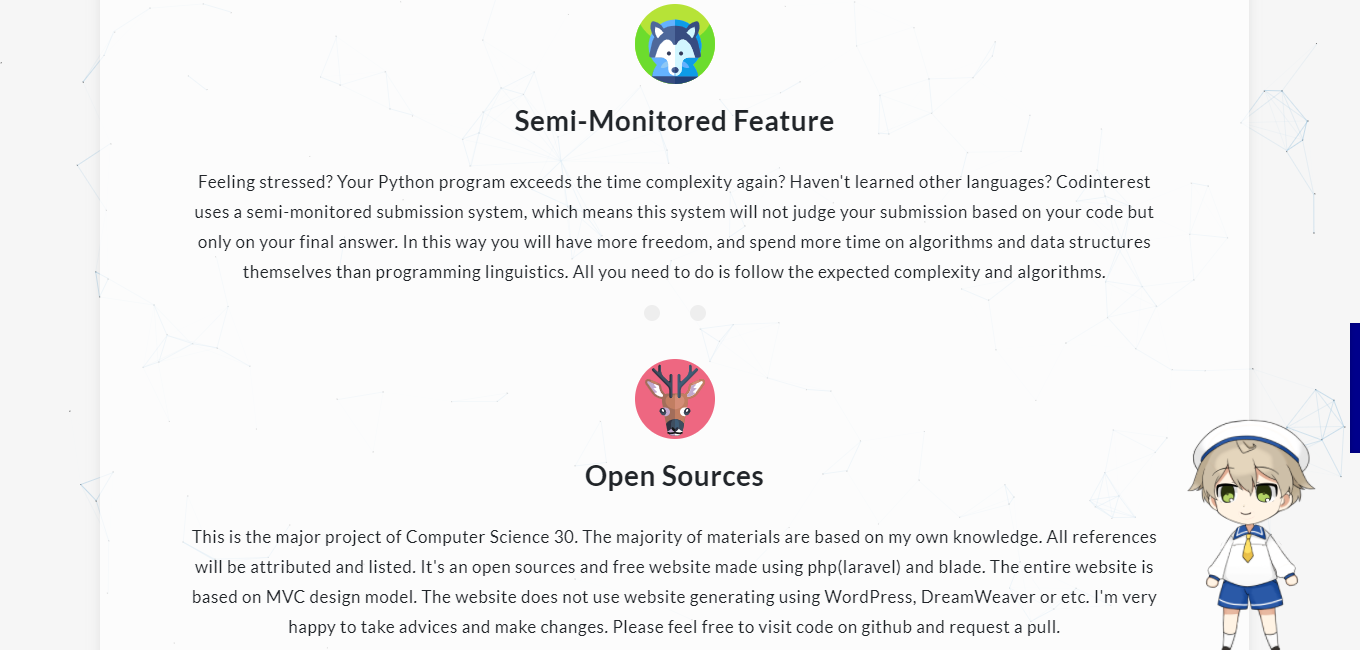 Semi-Monitored Feature
Feeling stressed? Your Python program exceeds the time complexity again? Haven't learned other languages? Codinterest
uses a semi-monitored submission system, which means this system will not judge your submission based on your code but
only on your final answer. In this way you will have more freedom, and spend more time on algorithms and data structures
themselves than programming linguistics. All you need to do is follow the expected complexity and algorithms.
Open Sources
This is the major project of Computer Science 30. The majority of materials are based on my own knowledge. All references
will be attributed and listed. It's an open sources and free website made using php(laravel) and blade. The entire website is
based on MVC design model. The website does not use website generating using WordPress, DreamWeaver or etc. I'm very
happy to take advices and make changes. Please feel free to visit code on github and request a pull.